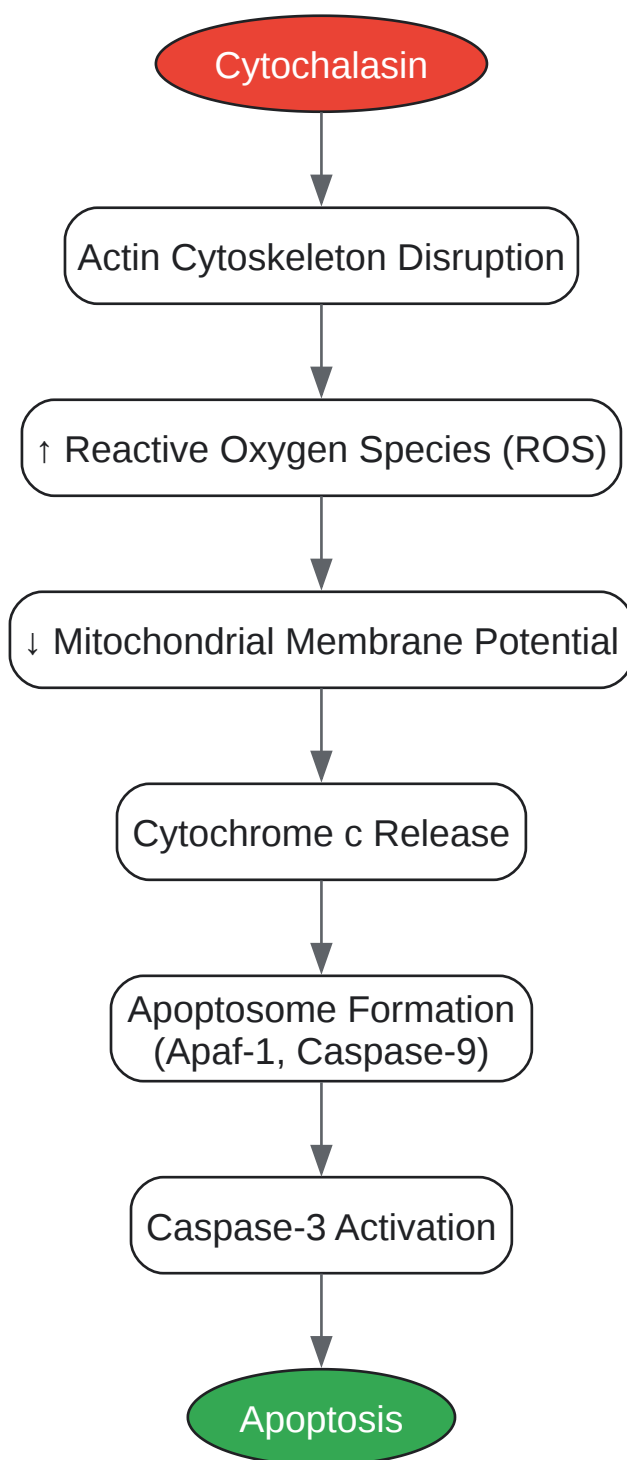 Cytochalasin
Actin Cytoskeleton Disruption
↑ Reactive Oxygen Species (ROS)
↓ Mitochondrial Membrane Potential
Cytochrome c Release
Apoptosome Formation
(Apaf-1, Caspase-9)
Caspase-3 Activation
Apoptosis